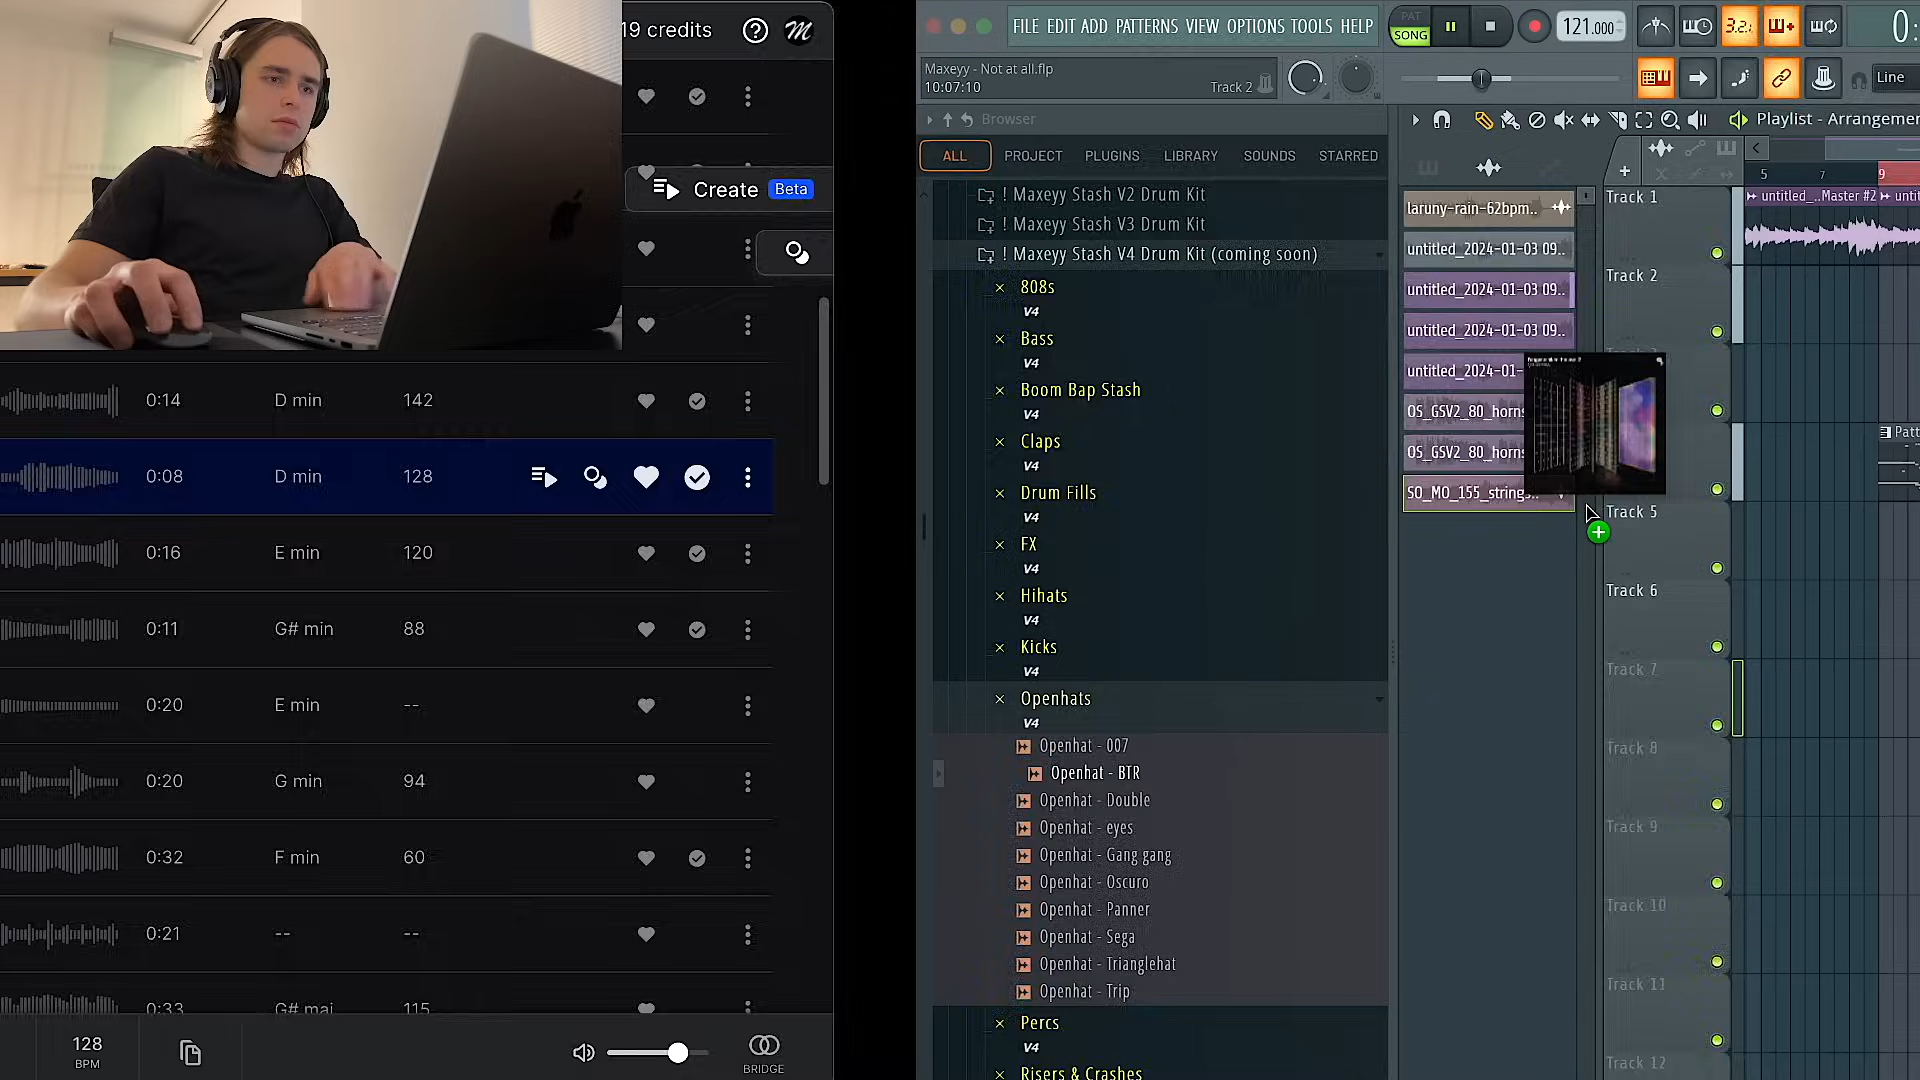 19 credits
Create Beta
0:14 D min 142
0:08 D min 128
0:16 E min 120
0:11 G# min 88
0:20 E min --
0:20 G min 94
0:32 F min 60
0:21 -- --
0:33 G# maj 115
128
BPM
BRIDGE
FILE EDIT ADD PATTERNS VIEW OPTIONS TOOLS HELP
PAT
SONG
121.000
3.2.
0:
Maxeyy - Not at all.flp
10:07:10
Track 2
Line
Browser
Playlist - Arrangemen
ALL PROJECT PLUGINS LIBRARY SOUNDS STARRED
! Maxeyy Stash V2 Drum Kit
! Maxeyy Stash V3 Drum Kit
! Maxeyy Stash V4 Drum Kit (coming soon)
808s
V4
Bass
V4
Boom Bap Stash
V4
Claps
V4
Drum Fills
V4
FX
V4
Hihats
V4
Kicks
V4
Openhats
V4
Openhat - 007
Openhat - BTR
Openhat - Double
Openhat - eyes
Openhat - Gang gang
Openhat - Oscuro
Openhat - Panner
Openhat - Sega
Openhat - Trianglehat
Openhat - Trip
Percs
V4
Risers & Crashes
laruny-rain-62bpm..
untitled_2024-01-03 09..
untitled_2024-01-03 09..
untitled_2024-01-03 09..
untitled_2024-01-
OS_GSV2_80_horns
OS_GSV2_80_horns
SO_MO_155_strings..
5 7 9
Track 1
untitled_..Master #2 unti
Track 2
Patt
Track 5
Track 6
Track 7
Track 8
Track 9
Track 10
Track 11
Track 12